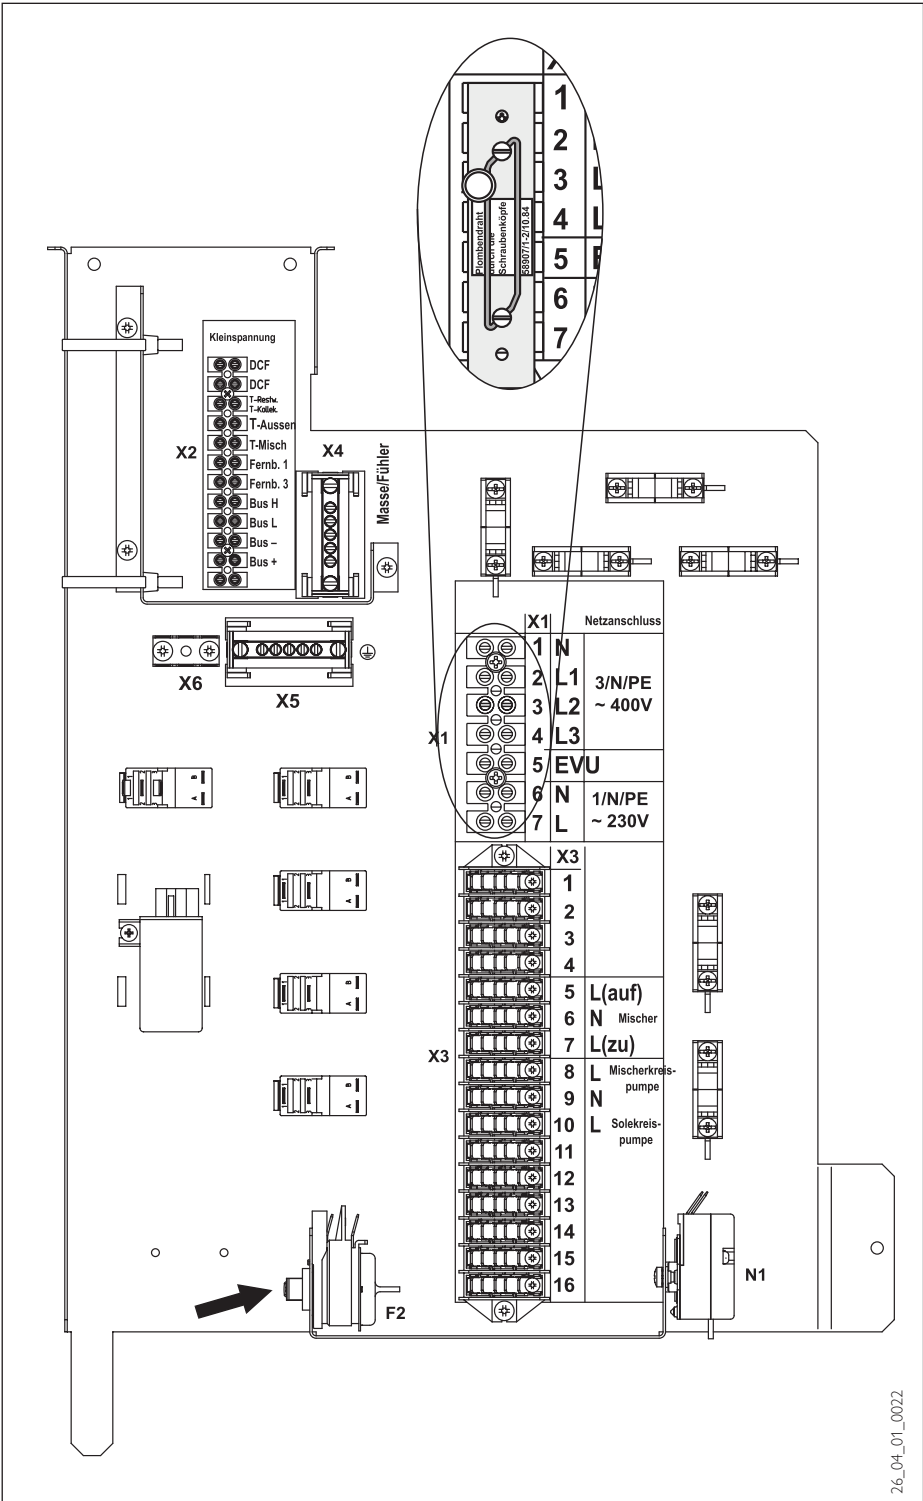 1
2
3 L
4 L
5 E
6
7
Plombendraht
durch die
Schraubenköpfe
58907/1-2/10.84
Kleinspannung
DCF
DCF
T-Restw.
T-Kollek.
T-Aussen
T-Misch
Fernb. 1
Fernb. 3
Bus H
Bus L
Bus –
Bus +
X2
X4
Masse/Fühler
X6
X5
X1 Netzanschluss
1 N
2 L1
3 L2
4 L3
3/N/PE
~ 400V
X1
5 EVU
6 N
7 L
1/N/PE
~ 230V
X3
1
2
3
4
5 L(auf)
6 N Mischer
7 L(zu)
X3
8 L Mischerkreis-
pumpe
9 N
10 L Solekreis-
pumpe
11
12
13
14
15
16
B
A
B
A
B
A
B
A
B
A
F2
N1
26_04_01_0022